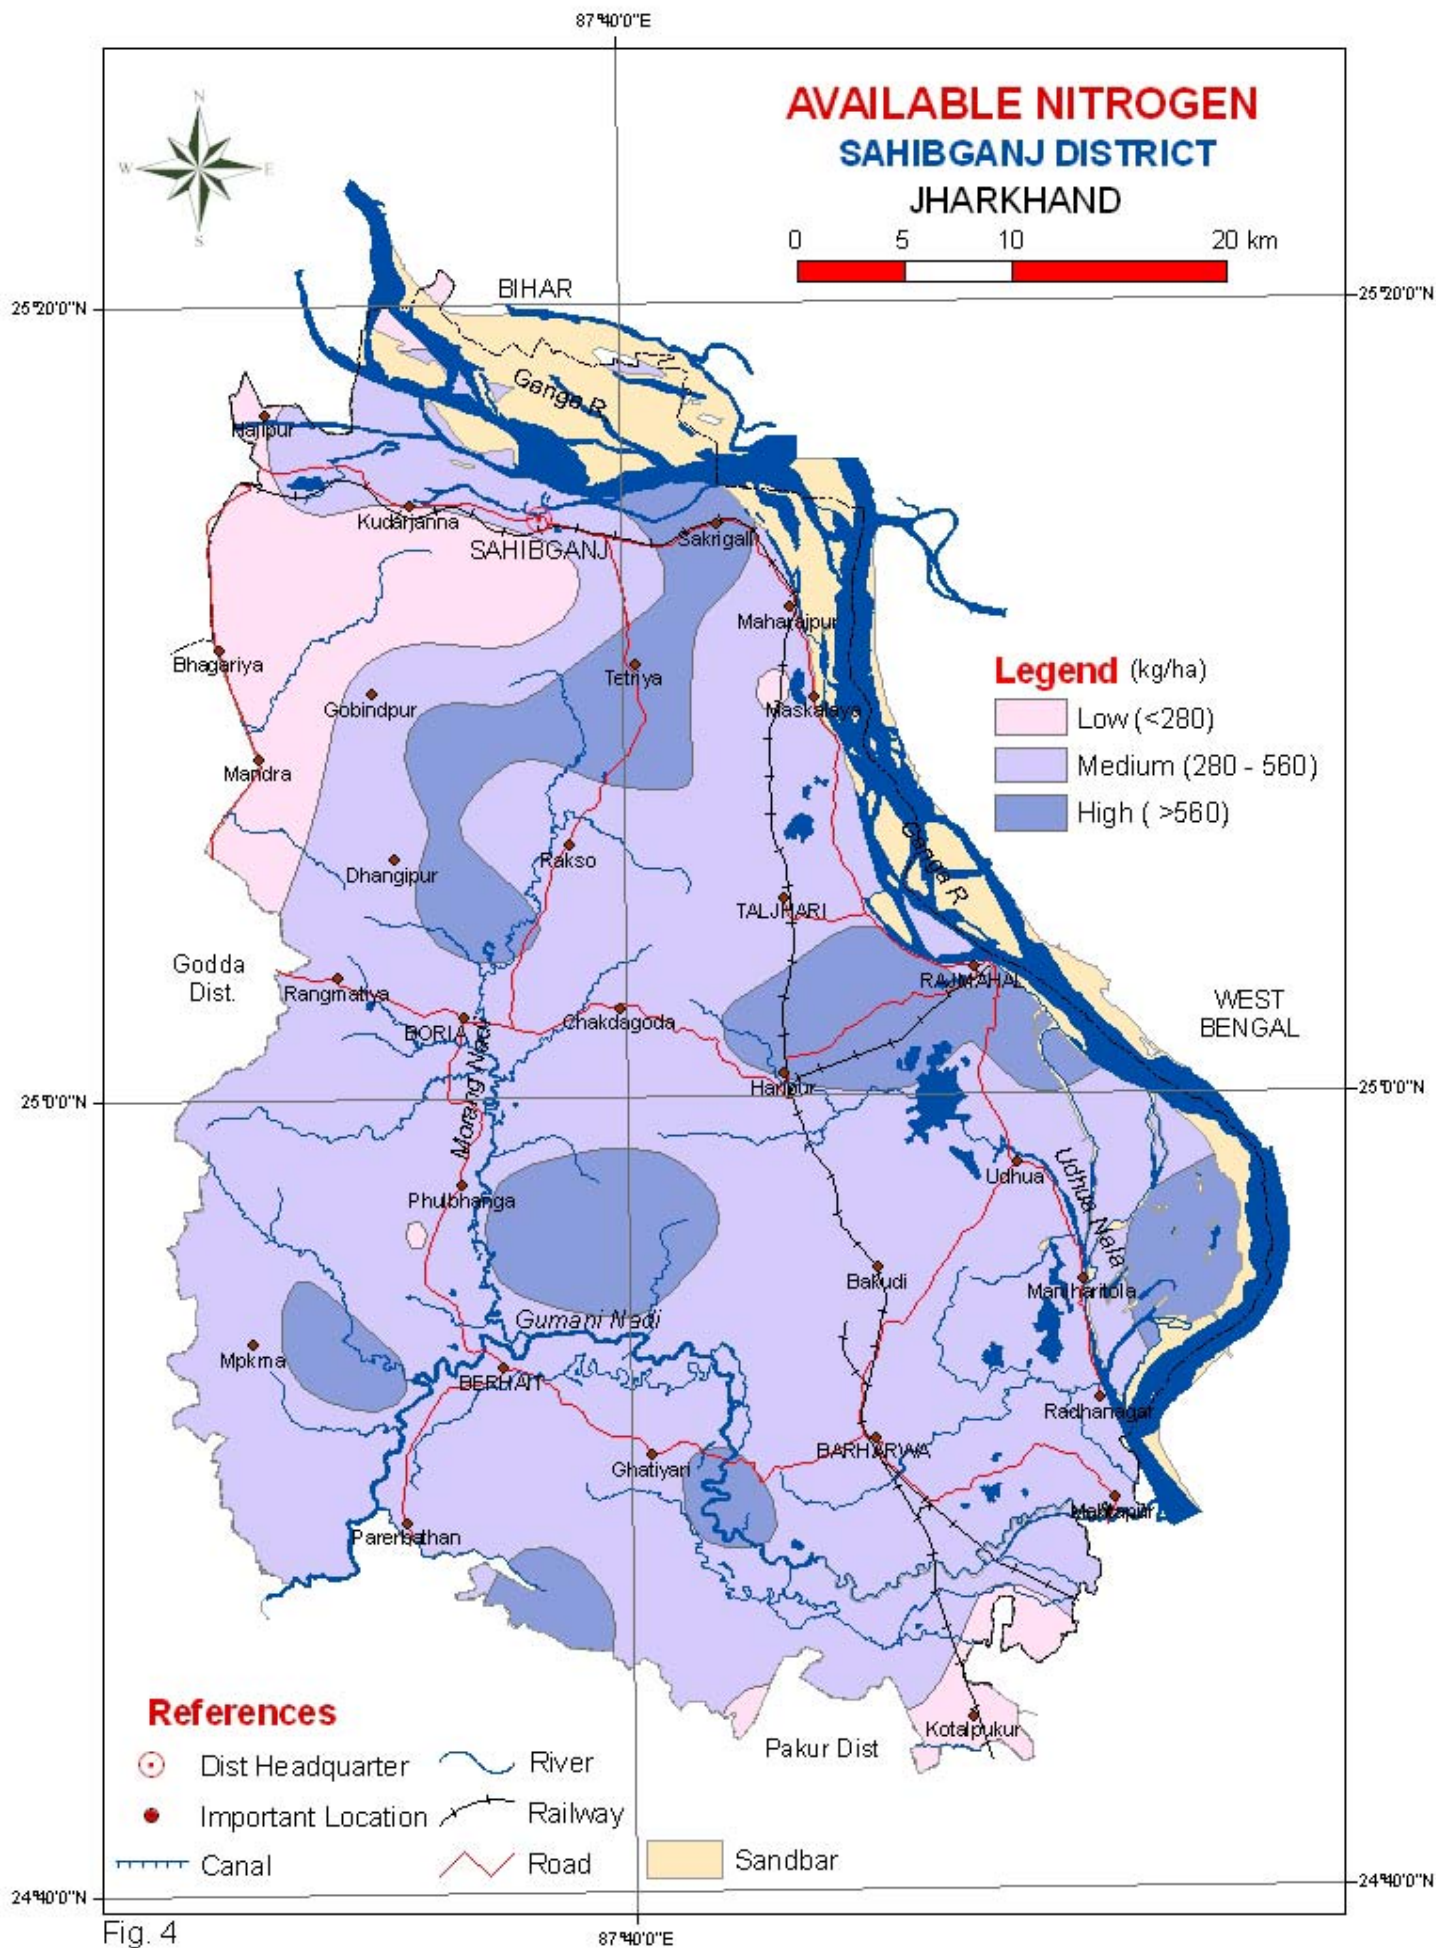 87°40'0"E
N
W
E
S
AVAILABLE NITROGEN
SAHIBGANJ DISTRICT
JHARKHAND
0 5 10 20 km
BIHAR
25°20'0"N
25°20'0"N
Ganga R.
Hajipur
Kudarjanna
SAHIBGANJ
Sakrigali
Maharajpur
Bhagariya
Tetriya
Legend (kg/ha)
Gobindpur
Maskalaya
Low (<280)
Mandra
Medium (280 - 560)
High ( >560)
Ganga R.
Rakso
Dhangipur
TALJHARI
Godda
Dist.
RAJMAHAL
Rangmatiya
WEST
BENGAL
BORIA
Chakdagoda
Morang Nadi
Haripur
25°0'0"N
25°0'0"N
Udhua
Udhua Nala
Phulbhanga
Bakudi
Manjharitola
Gumani Nadi
Mpkma
BERHAIT
Radhanagar
BARHARWA
Ghatiyari
Parerbathan
References
Kotalpukur
Pakur Dist
Dist Headquarter
River
Important Location
Railway
Canal
Road
Sandbar
24°40'0"N
24°40'0"N
Fig. 4
87°40'0"E